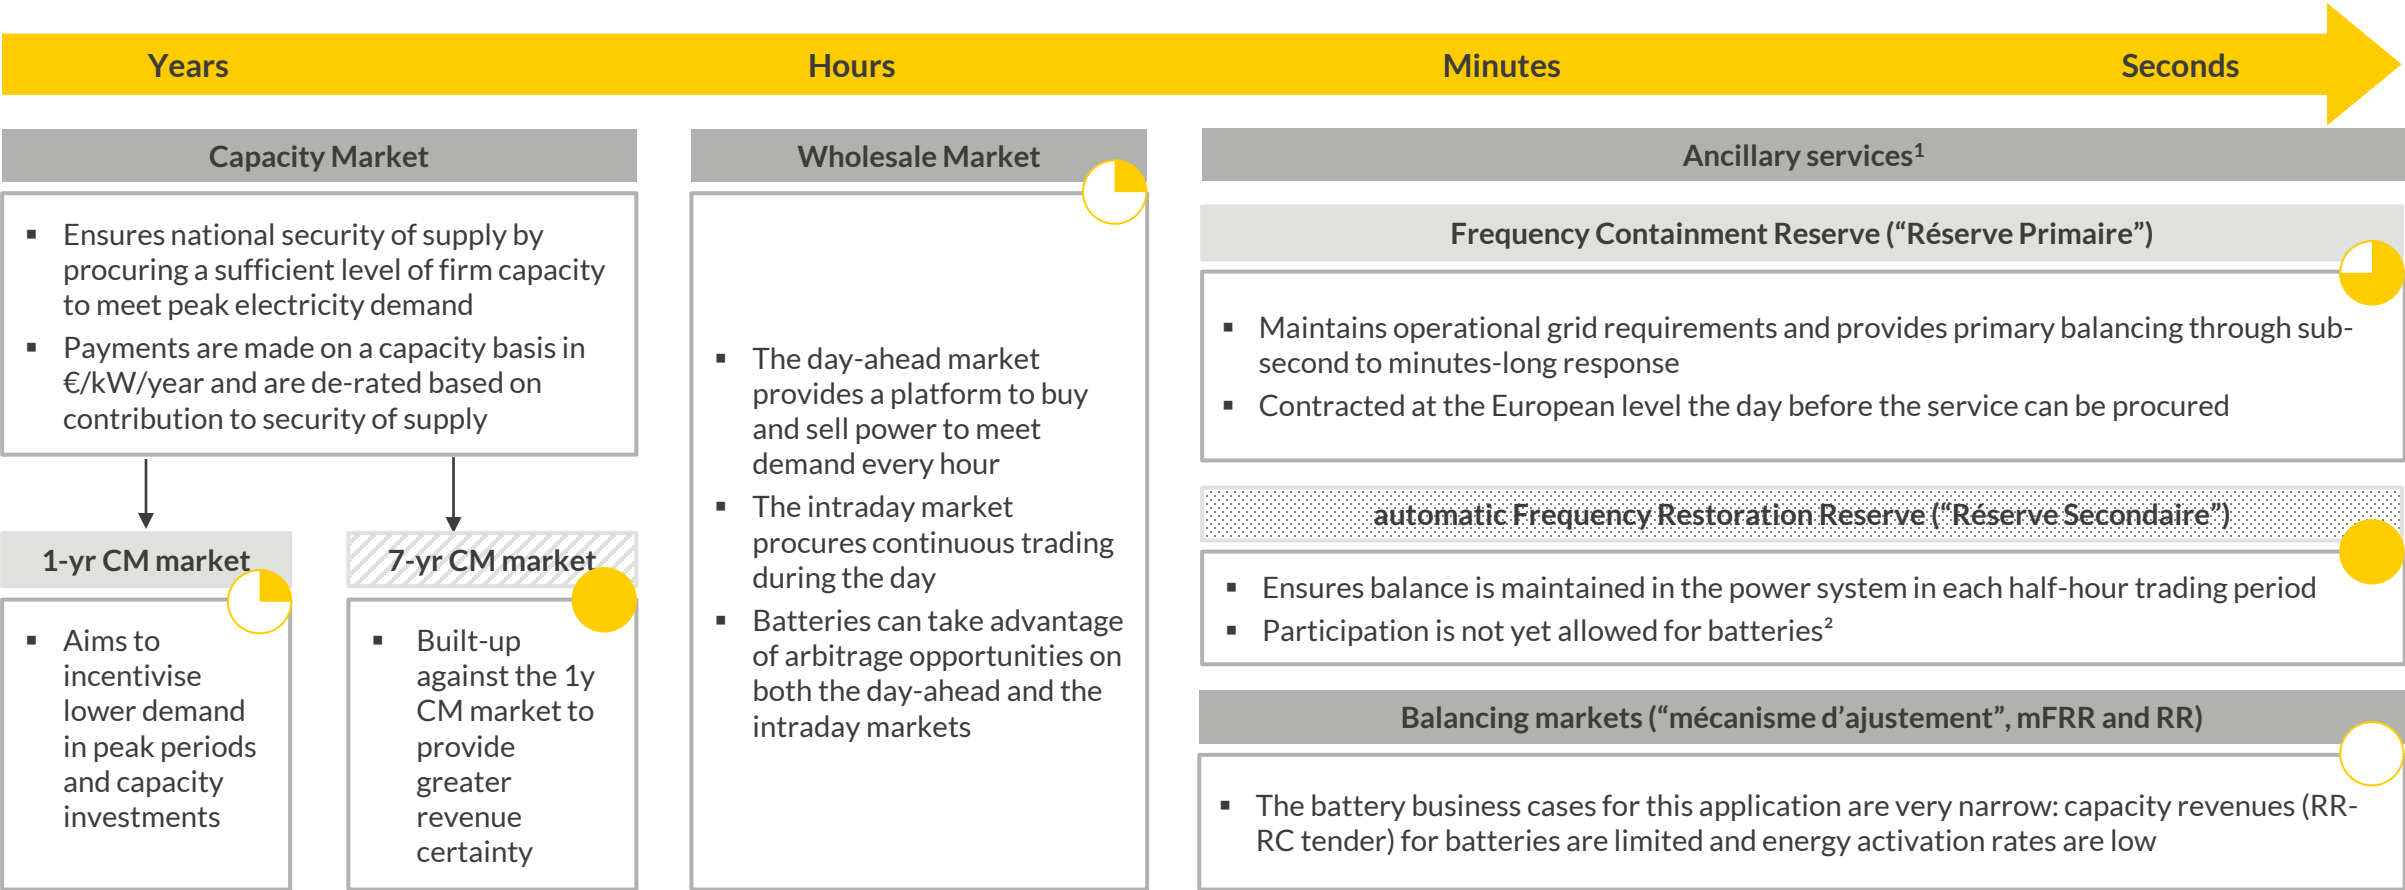 Years
Hours
Minutes
Seconds
Capacity Market
▪ Ensures national security of supply by
procuring a sufficient level of firm capacity
to meet peak electricity demand
▪ Payments are made on a capacity basis in
€/kW/year and are de-rated based on
contribution to security of supply
1-yr CM market
▪ Aims to
incentivise
lower demand
in peak periods
and capacity
investments
7-yr CM market
▪ Built-up
against the 1y
CM market to
provide
greater
revenue
certainty
Wholesale Market
▪ The day-ahead market
provides a platform to buy
and sell power to meet
demand every hour
▪ The intraday market
procures continuous trading
during the day
▪ Batteries can take advantage
of arbitrage opportunities on
both the day-ahead and the
intraday markets
Ancillary services¹
Frequency Containment Reserve (“Réserve Primaire”)
▪ Maintains operational grid requirements and provides primary balancing through sub-
second to minutes-long response
▪ Contracted at the European level the day before the service can be procured
automatic Frequency Restoration Reserve (“Réserve Secondaire”)
▪ Ensures balance is maintained in the power system in each half-hour trading period
▪ Participation is not yet allowed for batteries²
Balancing markets (“mécanisme d’ajustement”, mFRR and RR)
▪ The battery business cases for this application are very narrow: capacity revenues (RR-
RC tender) for batteries are limited and energy activation rates are low